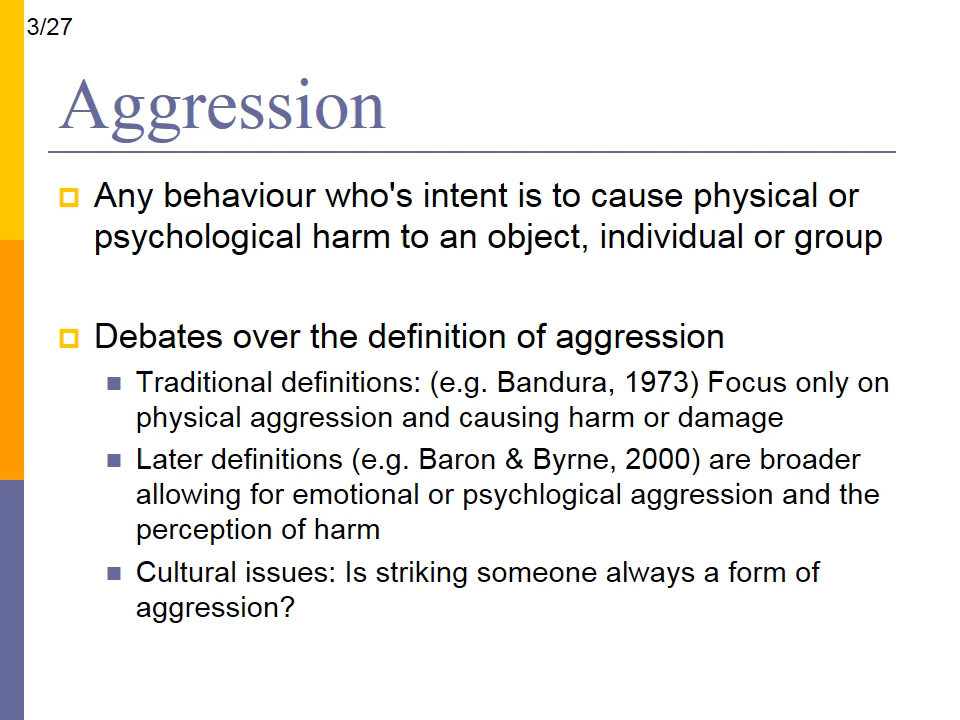 3/27
Aggression
Any behaviour who's intent is to cause physical or
psychological harm to an object, individual or group
Debates over the definition of aggression
Traditional definitions: (e.g. Bandura, 1973) Focus only on
physical aggression and causing harm or damage
Later definitions (e.g. Baron & Byrne, 2000) are broader
allowing for emotional or psychlogical aggression and the
perception of harm
Cultural issues: Is striking someone always a form of
aggression?